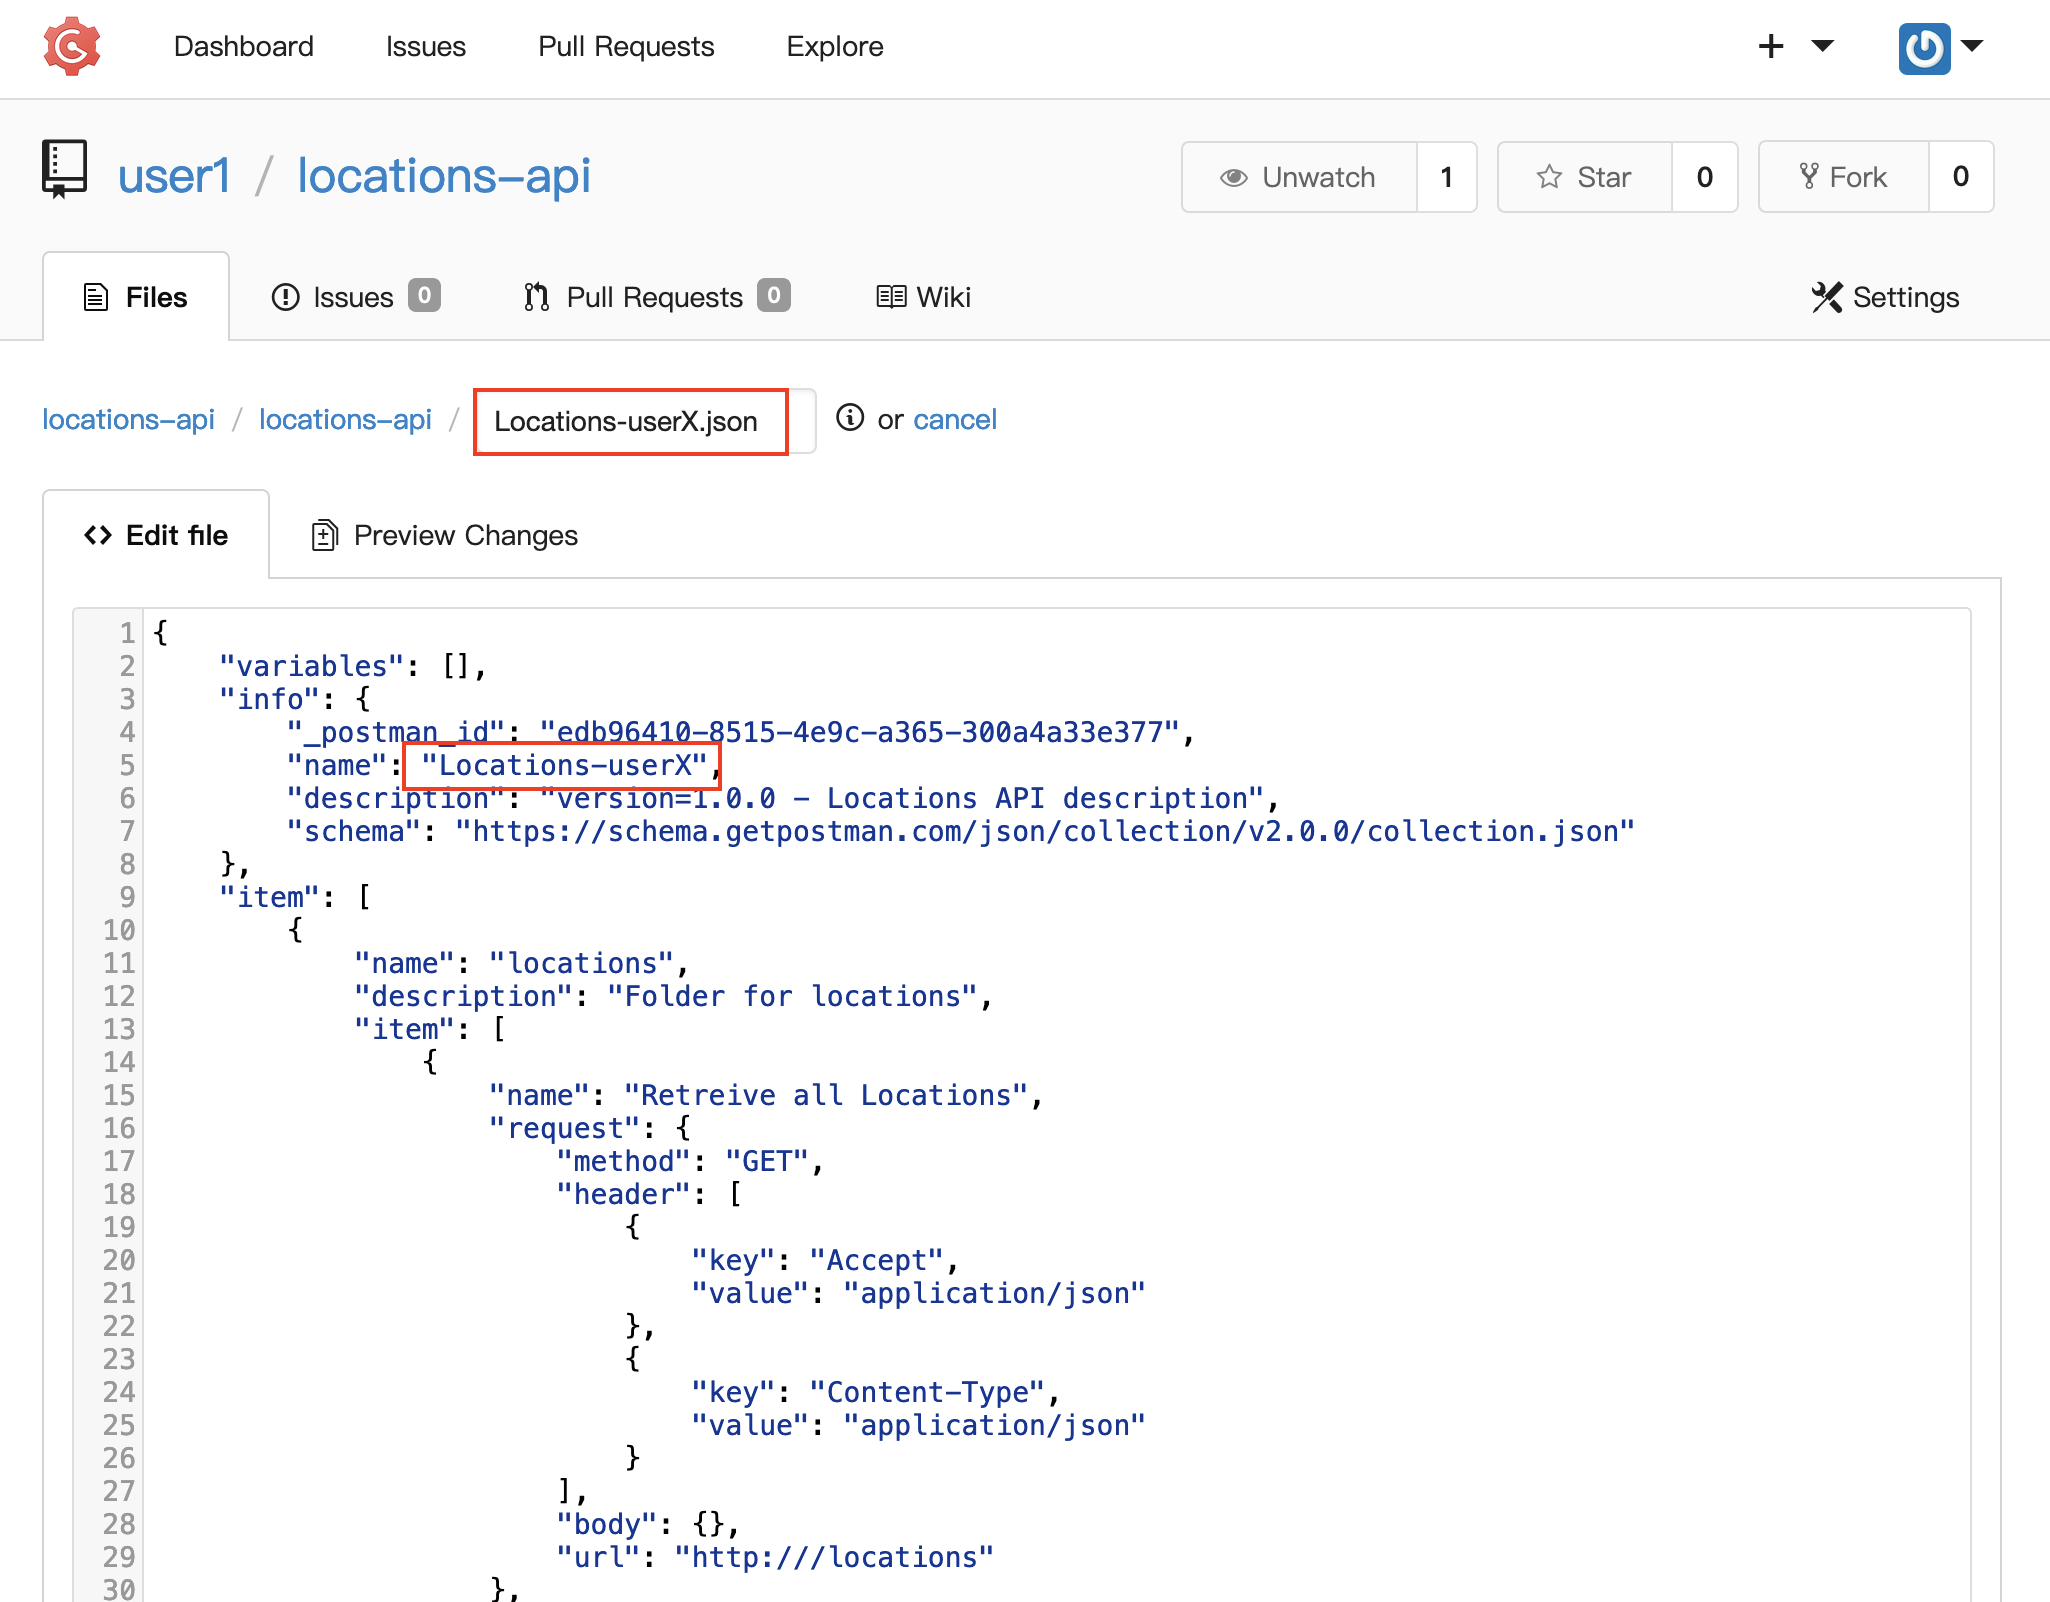 Dashboard Issues Pull Requests Explore
user1 / locations-api Unwatch 1 Star 0 Fork 0
Files Issues 0 Pull Requests 0 Wiki Settings
locations-api / locations-api / Locations-userX.json or cancel
Edit file Preview Changes
1 {
2 "variables": [],
3 "info": {
4 "_postman_id": "edb96410-8515-4e9c-a365-300a4a33e377",
5 "name": "Locations-userX",
6 "description": "version=1.0.0 - Locations API description",
7 "schema": "https://schema.getpostman.com/json/collection/v2.0.0/collection.json"
8 },
9 "item": [
10 {
11 "name": "locations",
12 "description": "Folder for locations",
13 "item": [
14 {
15 "name": "Retreive all Locations",
16 "request": {
17 "method": "GET",
18 "header": [
19 {
20 "key": "Accept",
21 "value": "application/json"
22 },
23 {
24 "key": "Content-Type",
25 "value": "application/json"
26 }
27 ],
28 "body": {},
29 "url": "http:///locations"
30 },